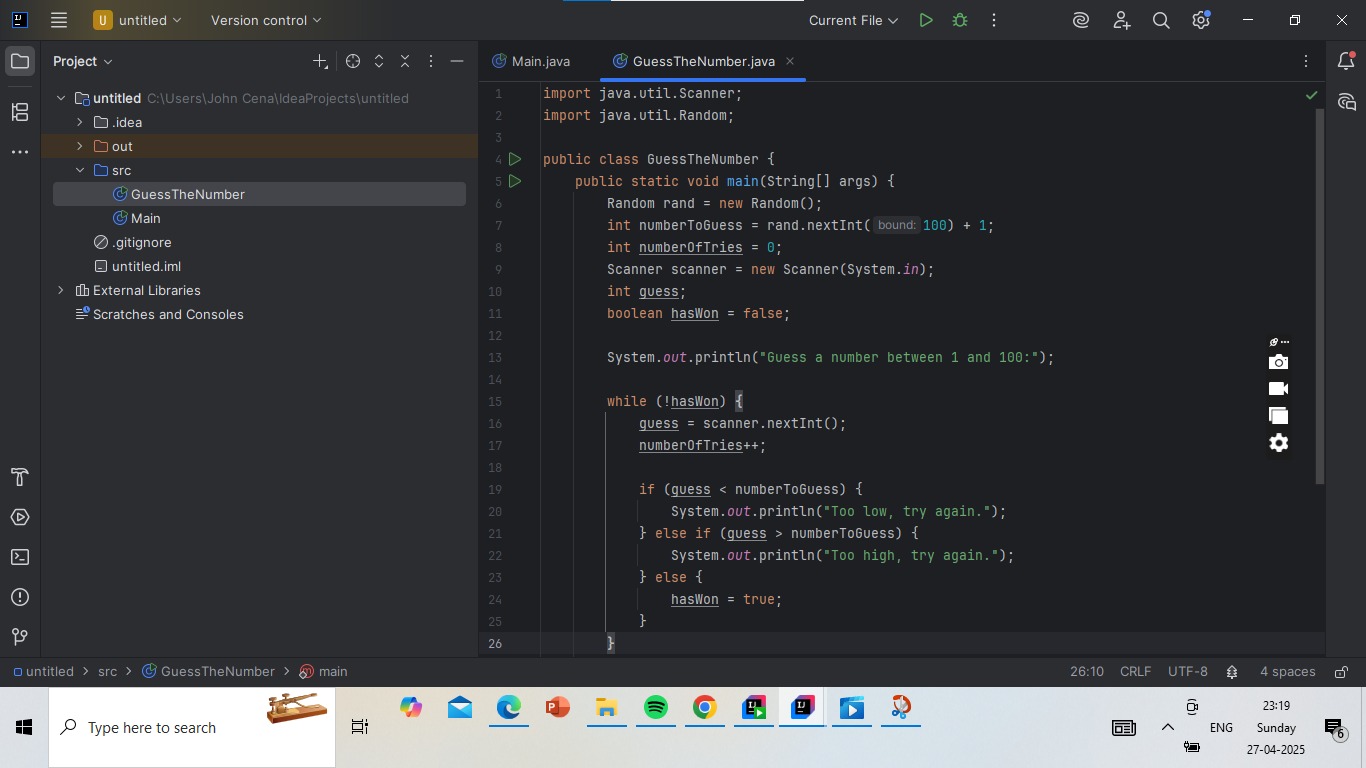 untitled
Version control
Current File
Project
Main.java
GuessTheNumber.java
untitled C:\Users\John Cena\IdeaProjects\untitled
.idea
out
src
GuessTheNumber
Main
.gitignore
untitled.iml
External Libraries
Scratches and Consoles
1 import java.util.Scanner;
2 import java.util.Random;
3
4 public class GuessTheNumber {
5 public static void main(String[] args) {
6 Random rand = new Random();
7 int numberToGuess = rand.nextInt( bound: 100) + 1;
8 int numberOfTries = 0;
9 Scanner scanner = new Scanner(System.in);
10 int guess;
11 boolean hasWon = false;
12
13 System.out.println("Guess a number between 1 and 100:");
14
15 while (!hasWon) {
16 guess = scanner.nextInt();
17 numberOfTries++;
18
19 if (guess < numberToGuess) {
20 System.out.println("Too low, try again.");
21 } else if (guess > numberToGuess) {
22 System.out.println("Too high, try again.");
23 } else {
24 hasWon = true;
25 }
26 }
untitled > src > GuessTheNumber > main
26:10 CRLF UTF-8 4 spaces
Type here to search
ENG
23:19
Sunday
27-04-2025
6